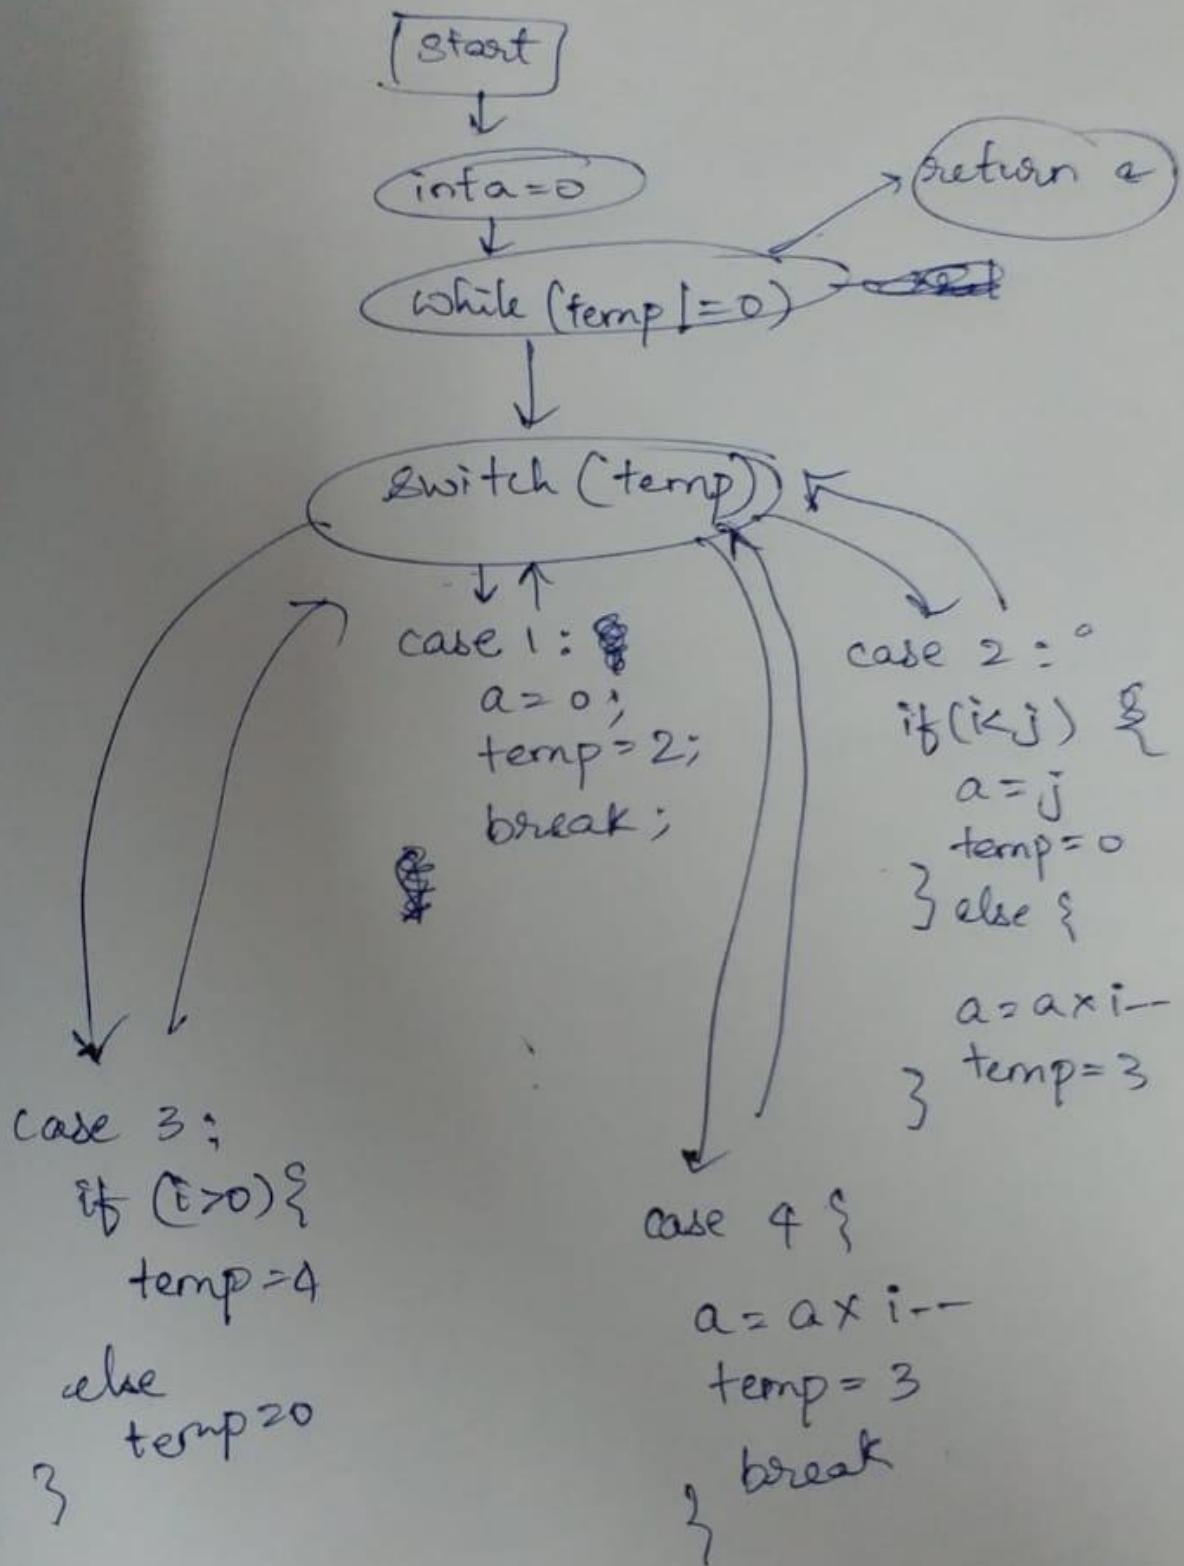 start
int a=0
return a
while (temp !=0)
switch (temp)
case 1:
a=0;
temp=2;
break;
case 2:
if(i<j) {
a=j
temp=0
} else {
a=a×i--
temp=3
}
case 3;
if (i>0){
temp=4
else
temp=0
}
case 4 {
a=a×i--
temp=3
break
}